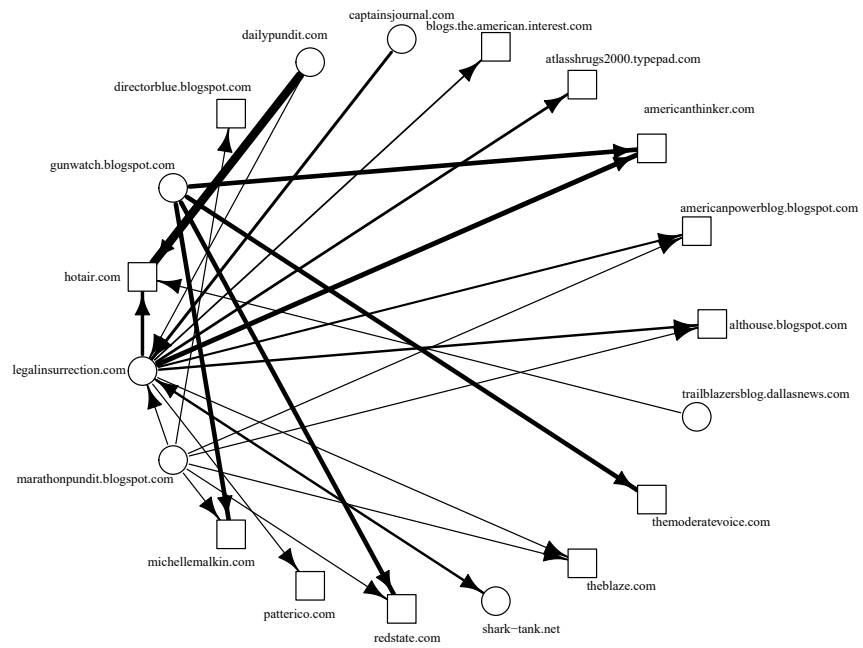 captainsjournal.com
dailypundit.com
blogs.the.american.interest.com
atlasshrugs2000.typepad.com
directorblue.blogspot.com
americanthinker.com
gunwatch.blogspot.com
americanpowerblog.blogspot.com
hotair.com
althouse.blogspot.com
legalinsurrection.com
trailblazersblog.dallasnews.com
marathonpundit.blogspot.com
themoderatevoice.com
michellemalkin.com
theblaze.com
patterico.com
shark−tank.net
redstate.com